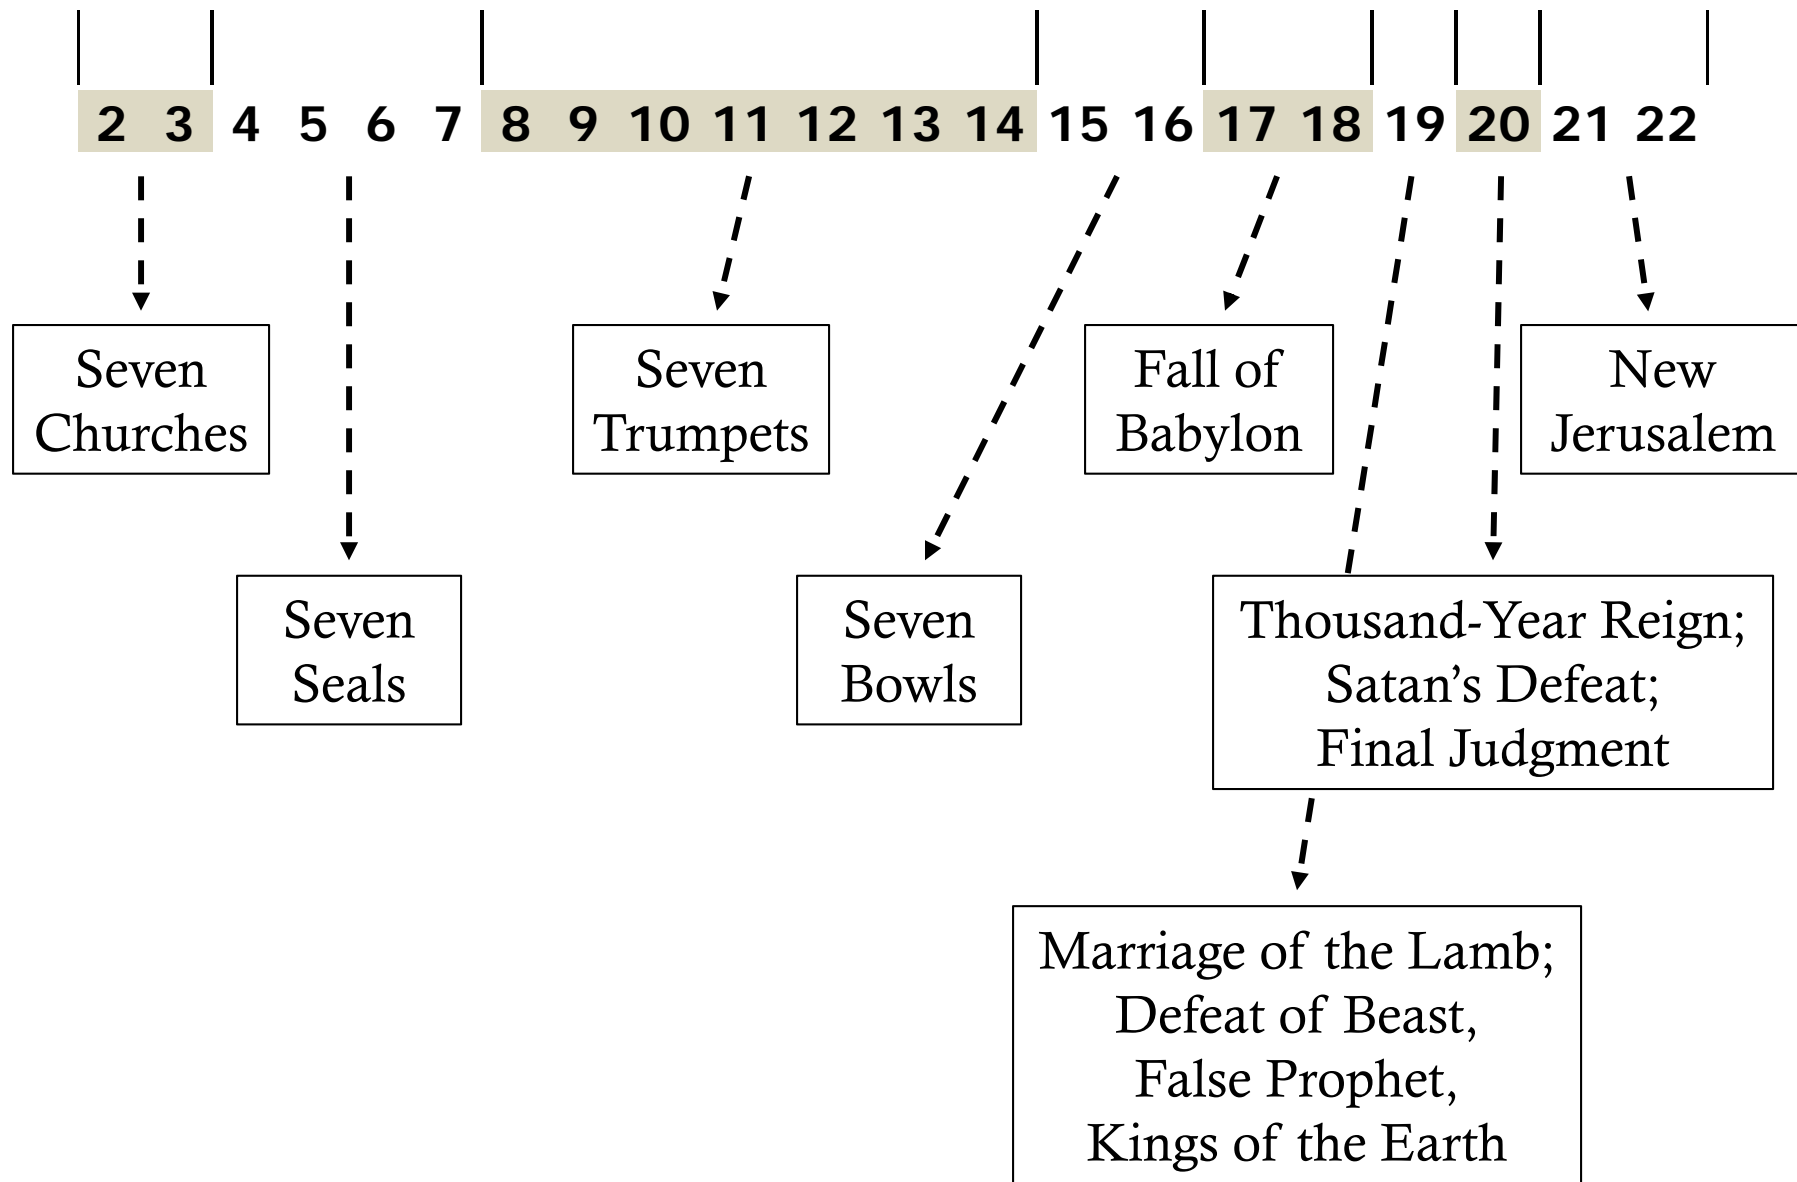 2 3 4 5 6 7 8 9 10 11 12 13 14 15 16 17 18 19 20 21 22
Seven
Churches
Seven
Trumpets
Fall of
Babylon
New
Jerusalem
Seven
Seals
Seven
Bowls
Thousand-Year Reign;
Satan’s Defeat;
Final Judgment
Marriage of the Lamb;
Defeat of Beast,
False Prophet,
Kings of the Earth